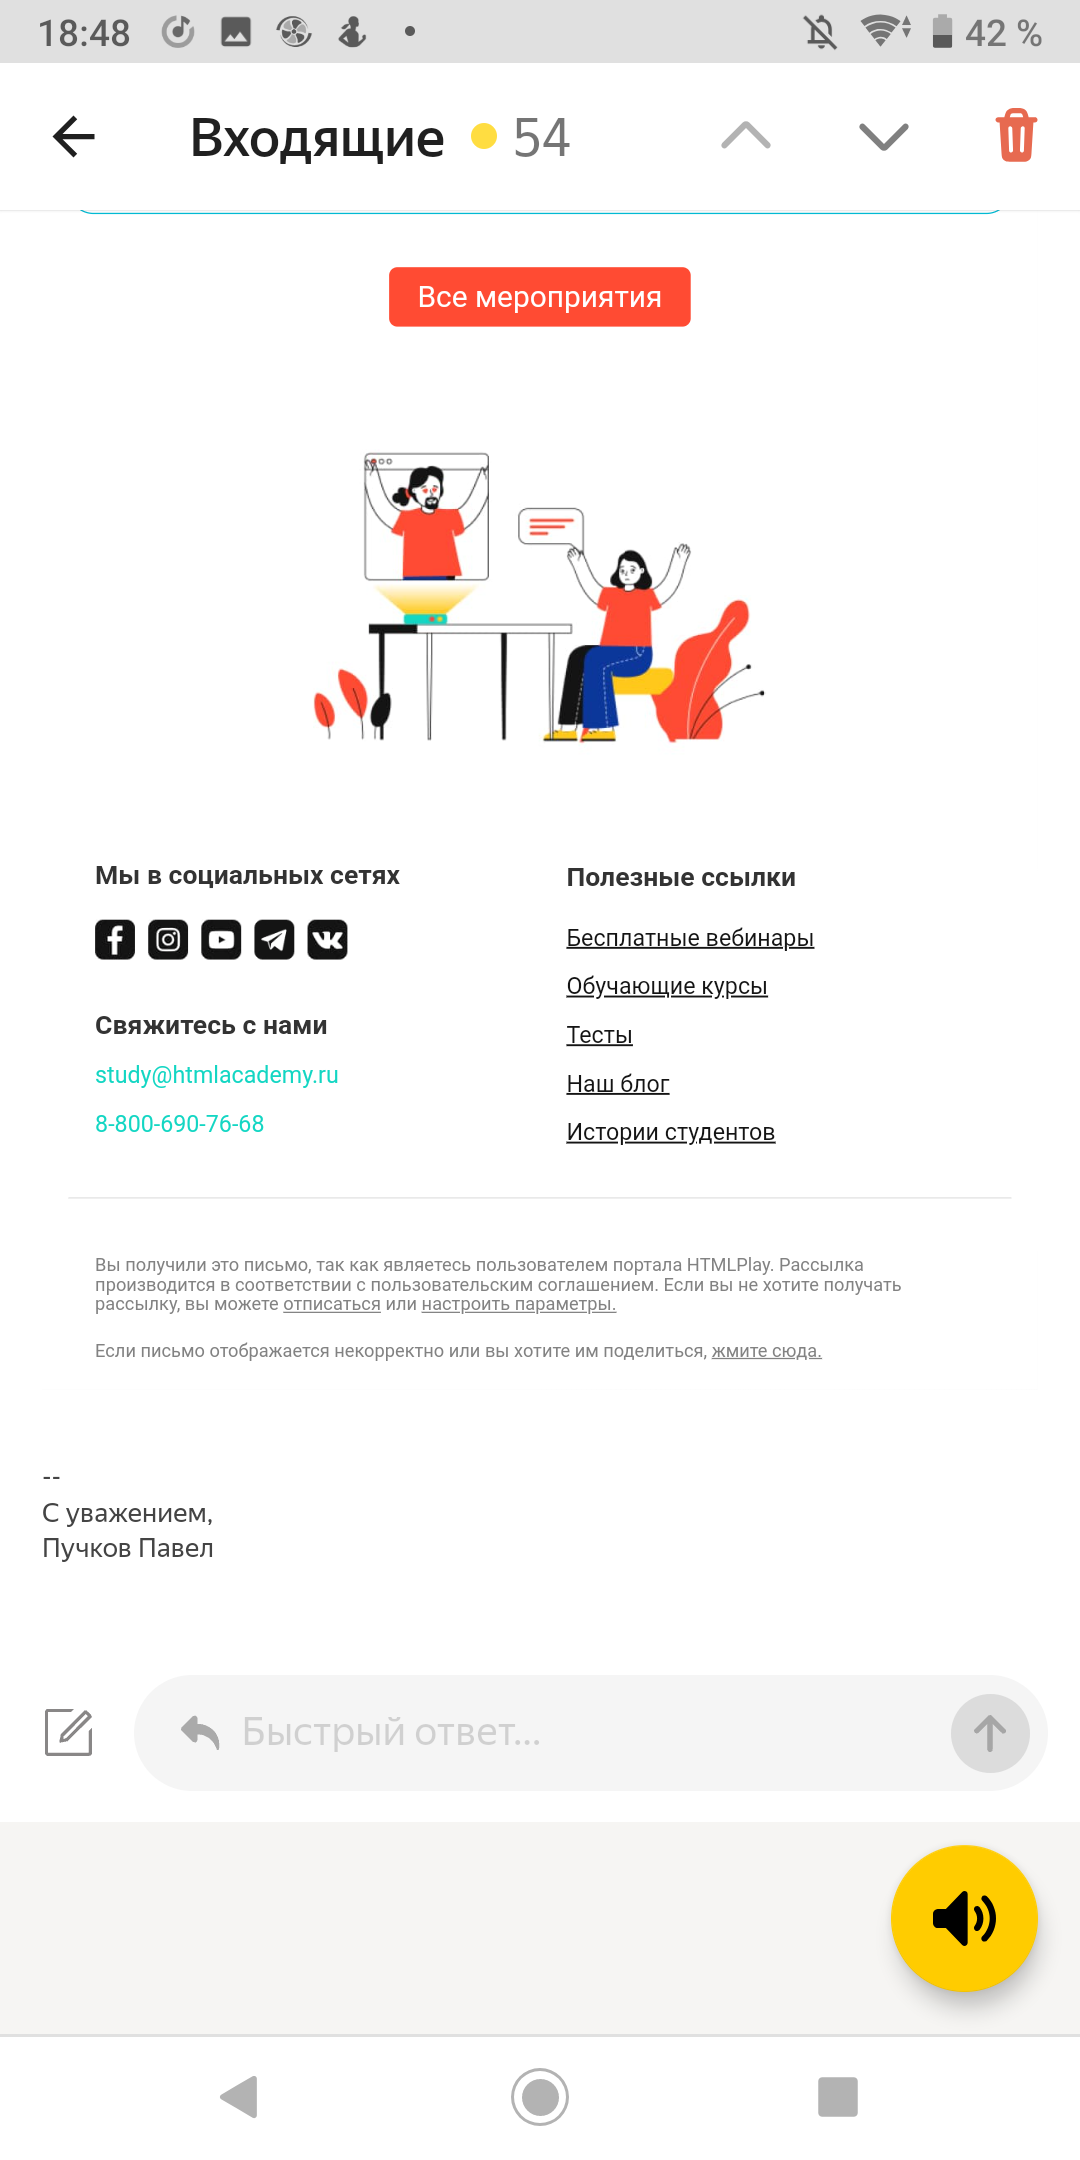 18:48
42 %
Входящие 54
Все мероприятия
Мы в социальных сетях
Свяжитесь с нами
study@htmlacademy.ru
8-800-690-76-68
Полезные ссылки
Бесплатные вебинары
Обучающие курсы
Тесты
Наш блог
Истории студентов
Вы получили это письмо, так как являетесь пользователем портала HTMLPlay. Рассылка
производится в соответствии с пользовательским соглашением. Если вы не хотите получать
рассылку, вы можете отписаться или настроить параметры.
Если письмо отображается некорректно или вы хотите им поделиться, жмите сюда.
--
С уважением,
Пучков Павел
Быстрый ответ...